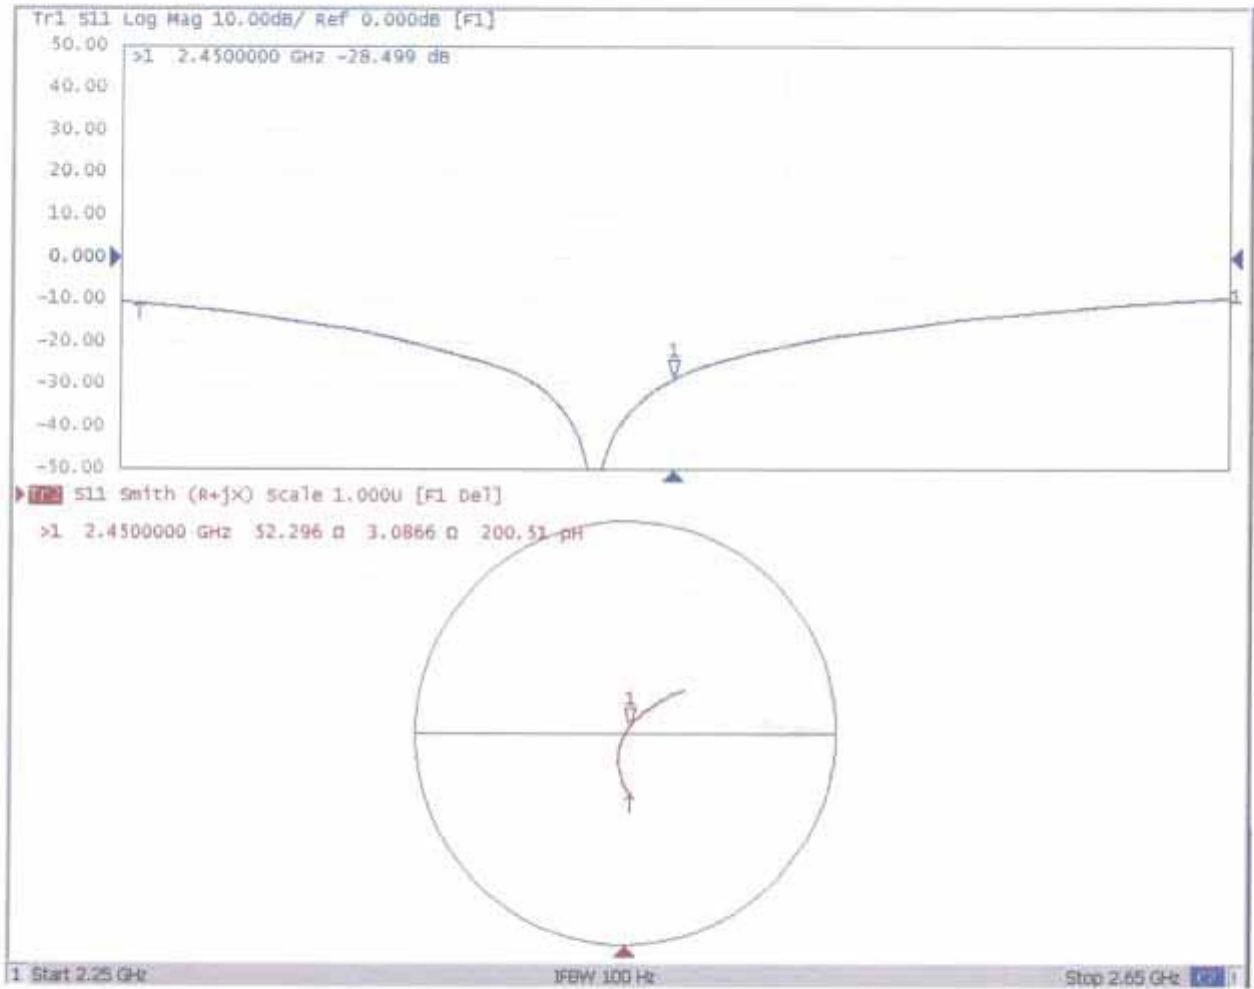 Tr1 S11 Log Mag 10.00dB/ Ref 0.000dB [F1]
50.00
>1 2.4500000 GHz -28.499 dB
40.00
30.00
20.00
10.00
0.000
-10.00
1
-20.00
1
-30.00
-40.00
-50.00
Tr2 S11 Smith (R+jX) Scale 1.000U [F1 Del]
>1 2.4500000 GHz 52.296 Ω 3.0866 Ω 200.51 pH
1
1 Start 2.25 GHz IFBW 100 Hz Stop 2.65 GHz